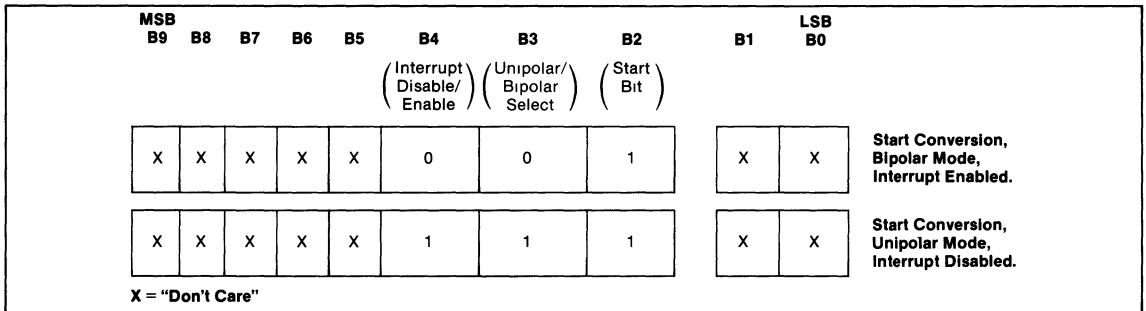 MSB LSB
B9 B8 B7 B6 B5 B4 B3 B2 B1 B0
(Interrupt Disable/ Enable) (Unipolar/ Bipolar Select) (Start Bit)
X X X X X 0 0 1 X X
Start Conversion,
Bipolar Mode,
Interrupt Enabled.
X X X X X 1 1 1 X X
Start Conversion,
Unipolar Mode,
Interrupt Disabled.
X = "Don't Care"